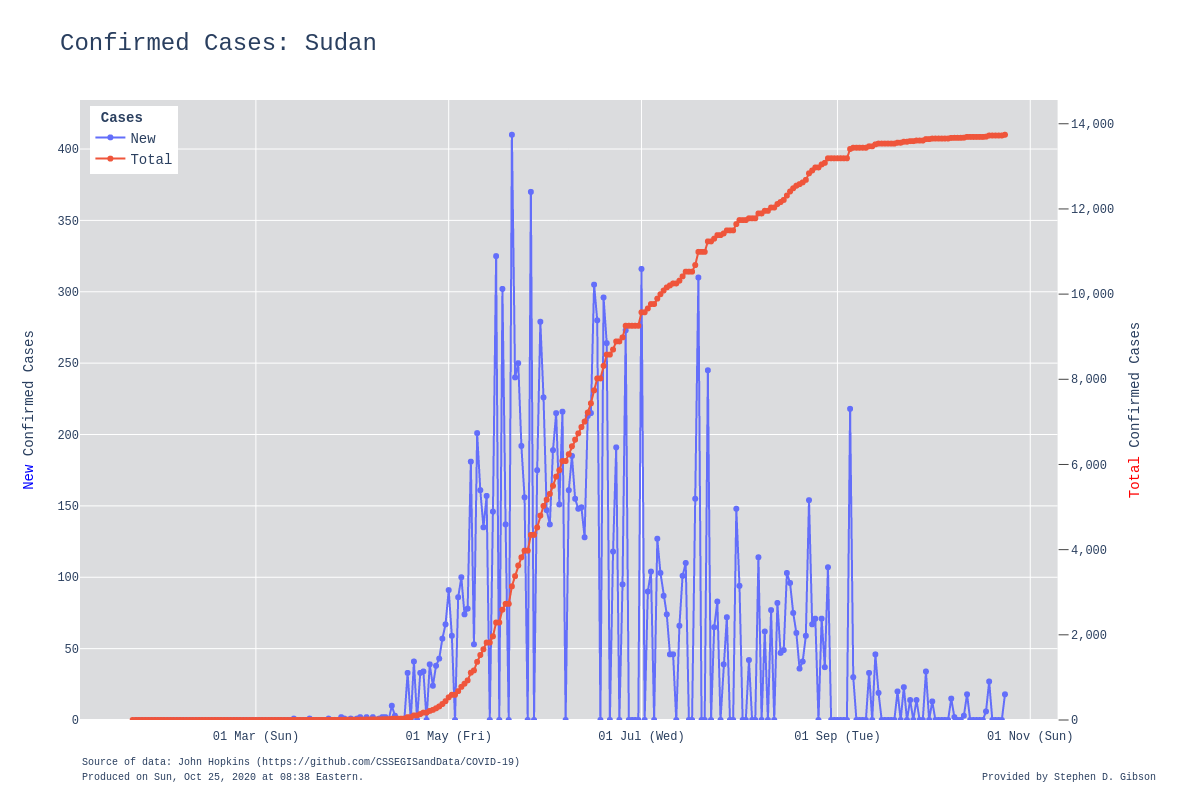 Confirmed Cases: Sudan
Cases
New
Total
400
350
300
250
200
150
100
50
0
14,000
12,000
10,000
8,000
6,000
4,000
2,000
0
New Confirmed Cases
Total Confirmed Cases
01 Mar (Sun) 01 May (Fri) 01 Jul (Wed) 01 Sep (Tue) 01 Nov (Sun)
Source of data: John Hopkins (https://github.com/CSSEGISandData/COVID-19)
Produced on Sun, Oct 25, 2020 at 08:38 Eastern.
Provided by Stephen D. Gibson